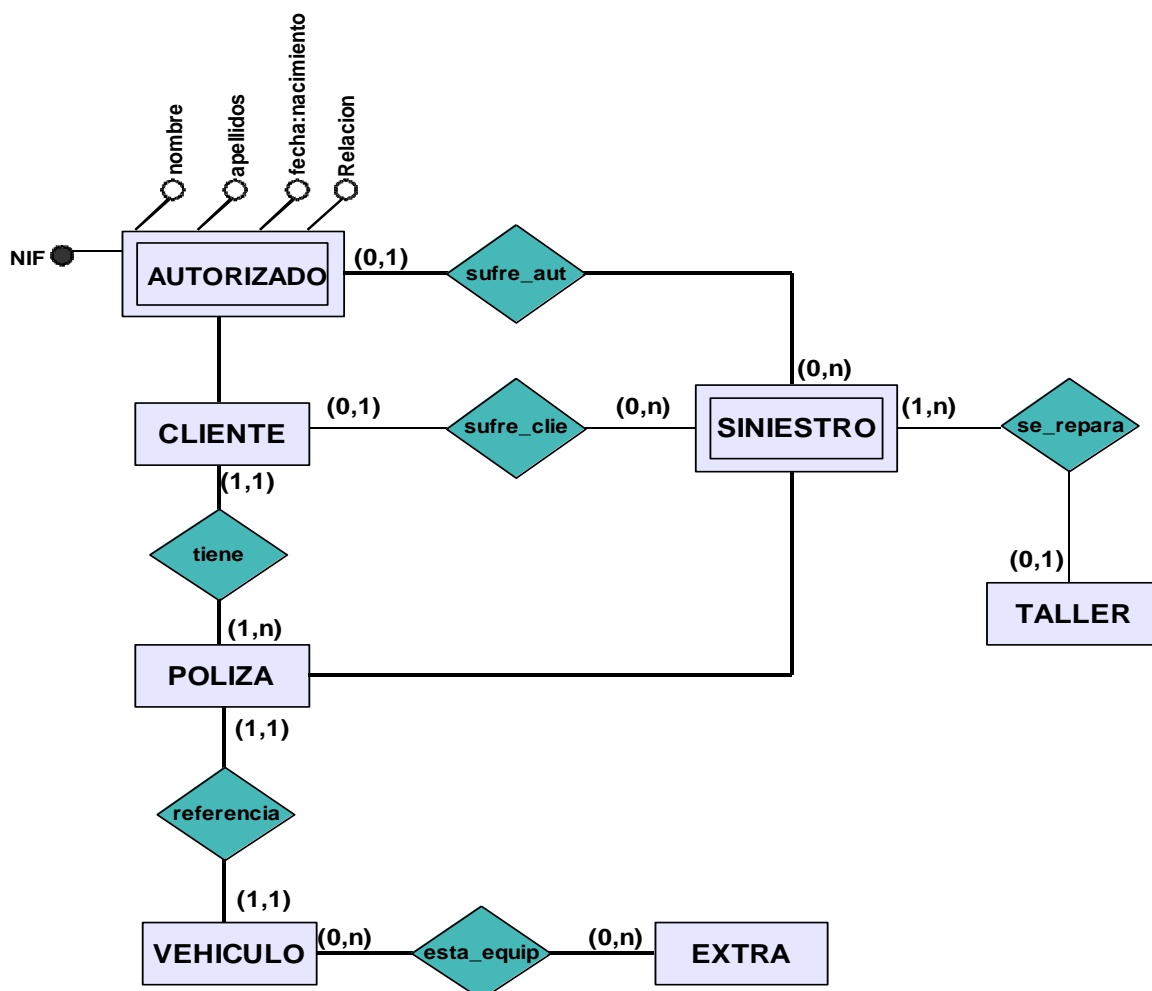 nombre
apellidos
fecha:nacimiento
Relacion
NIF
AUTORIZADO
(0,1)
sufre_aut
(0,n)
CLIENTE
(0,1)
sufre_clie
(0,n)
SINIESTRO
(1,n)
se_repara
(1,1)
tiene
(0,1)
TALLER
(1,n)
POLIZA
(1,1)
referencia
(1,1)
VEHICULO
(0,n)
esta_equip
(0,n)
EXTRA